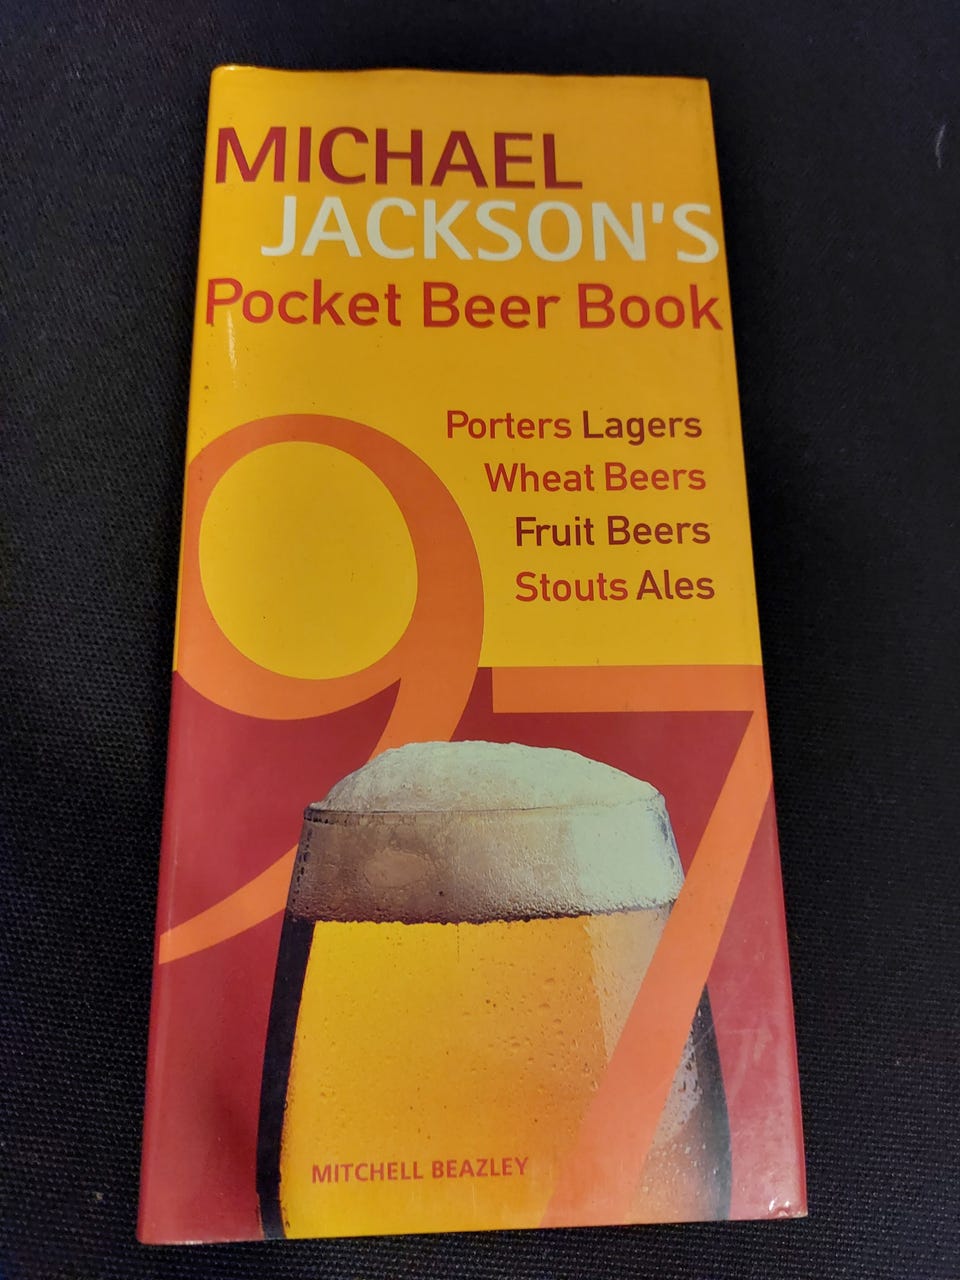 MICHAEL
JACKSON'S
Pocket Beer Book
Porters Lagers
Wheat Beers
Fruit Beers
Stouts Ales
97
MITCHELL BEAZLEY